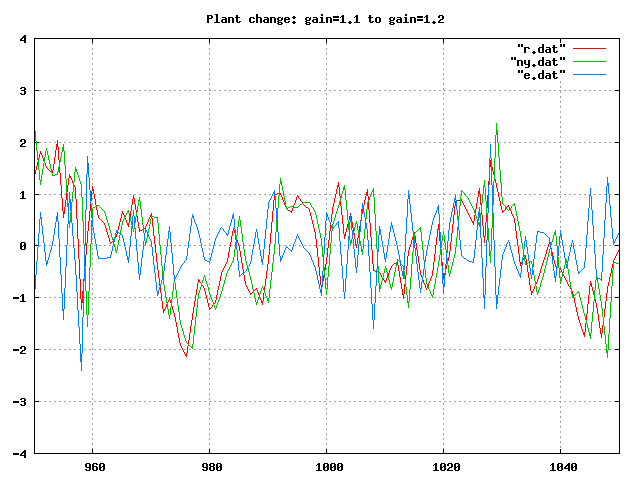 Plant change: gain=1.1 to gain=1.2
4
"r.dat"
"ny.dat"
"e.dat"
3
2
1
0
-1
-2
-3
-4
960 980 1000 1020 1040